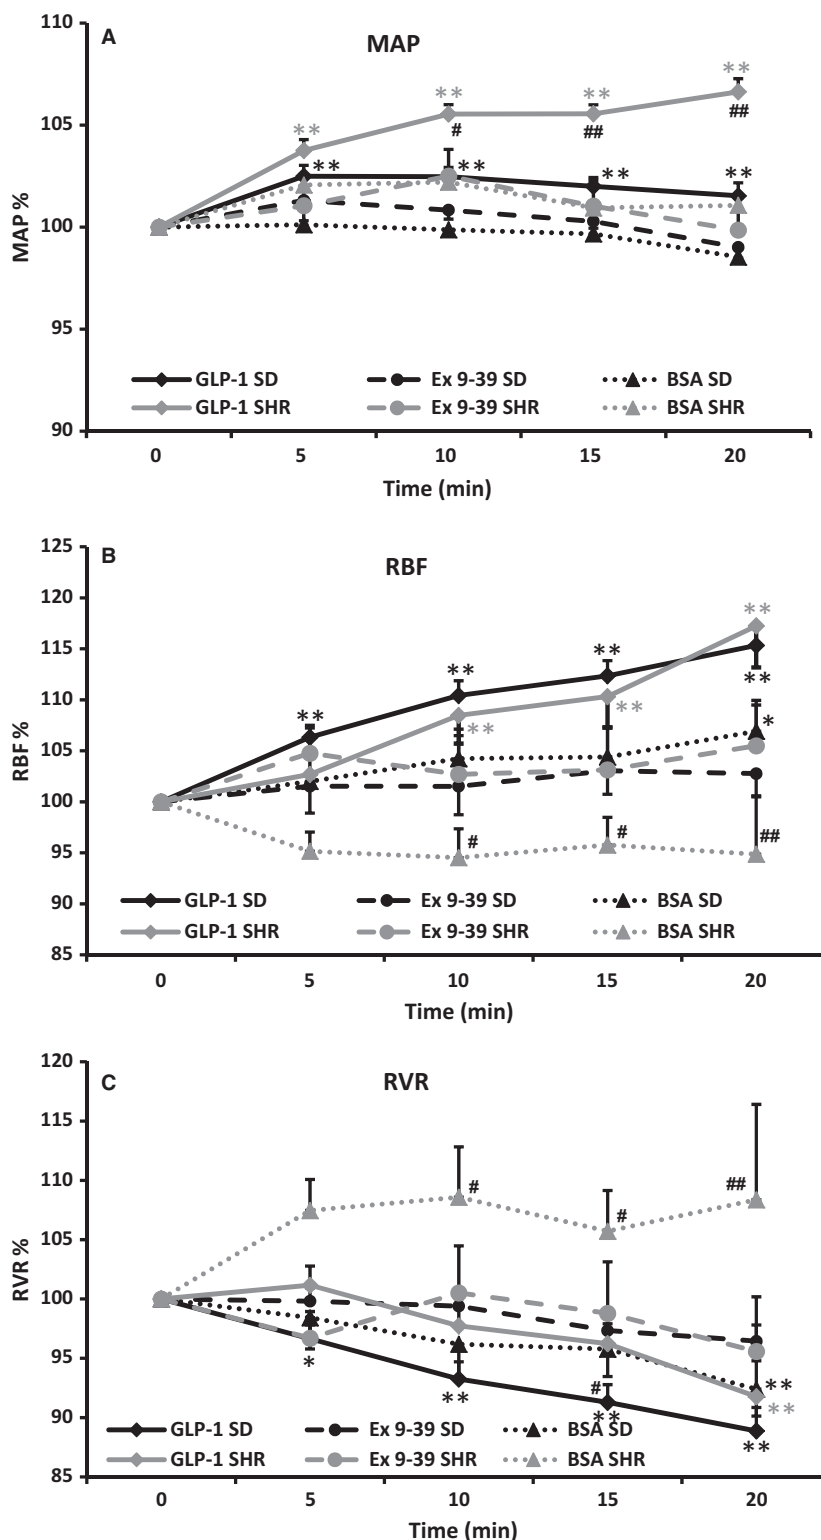 A
MAP
110
105
100
95
90
MAP %
** ** ** **
# ## ##
** ** ** **
GLP-1 SD Ex 9-39 SD BSA SD
GLP-1 SHR Ex 9-39 SHR BSA SHR
0 5 10 15 20
Time (min)
B
RBF
125
120
115
110
105
100
95
90
85
RBF %
** ** ** **
** ** **
*
# # ##
GLP-1 SD Ex 9-39 SD BSA SD
GLP-1 SHR Ex 9-39 SHR BSA SHR
0 5 10 15 20
Time (min)
C
RVR
120
115
110
105
100
95
90
85
RVR %
# # ##
* ** # ** **
** **
GLP-1 SD Ex 9-39 SD BSA SD
GLP-1 SHR Ex 9-39 SHR BSA SHR
0 5 10 15 20
Time (min)